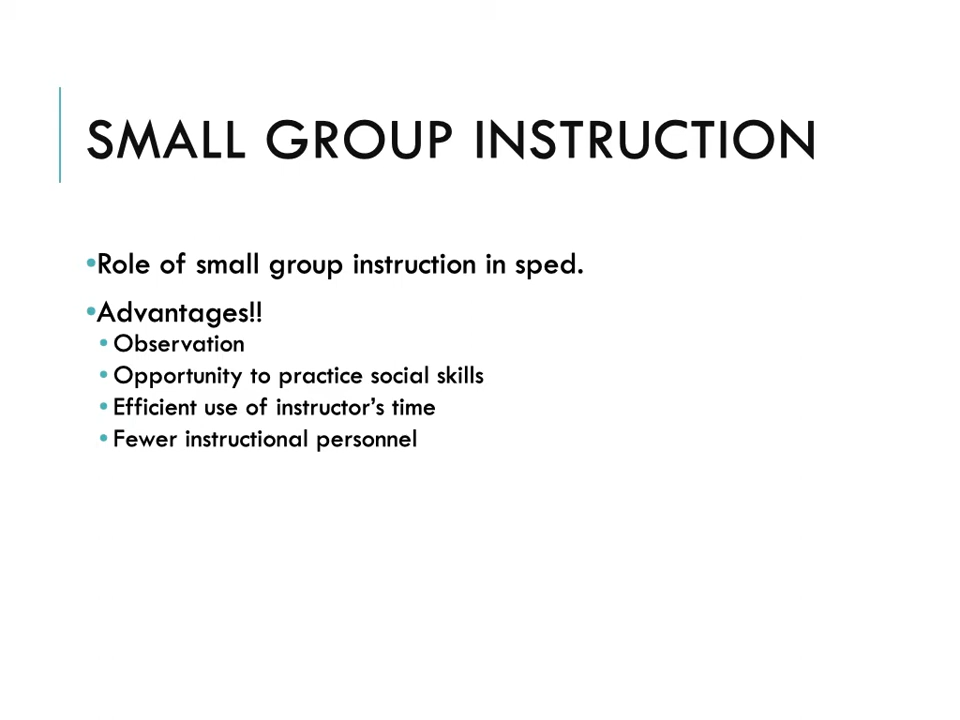 SMALL GROUP INSTRUCTION
•Role of small group instruction in sped.
•Advantages!!
• Observation
• Opportunity to practice social skills
• Efficient use of instructor’s time
• Fewer instructional personnel